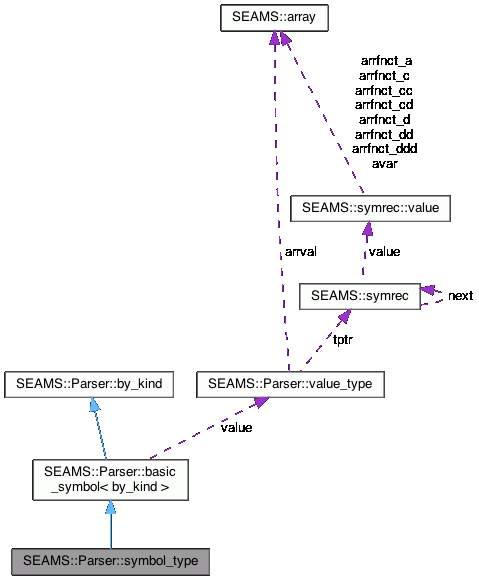 SEAMS::array
arrfnct_a
arrfnct_c
arrfnct_cc
arrfnct_cd
arrfnct_d
arrfnct_dd
arrfnct_ddd
avar
SEAMS::symrec::value
arrval
value
SEAMS::symrec
next
tptr
SEAMS::Parser::by_kind
SEAMS::Parser::value_type
value
SEAMS::Parser::basic
_symbol< by_kind >
SEAMS::Parser::symbol_type